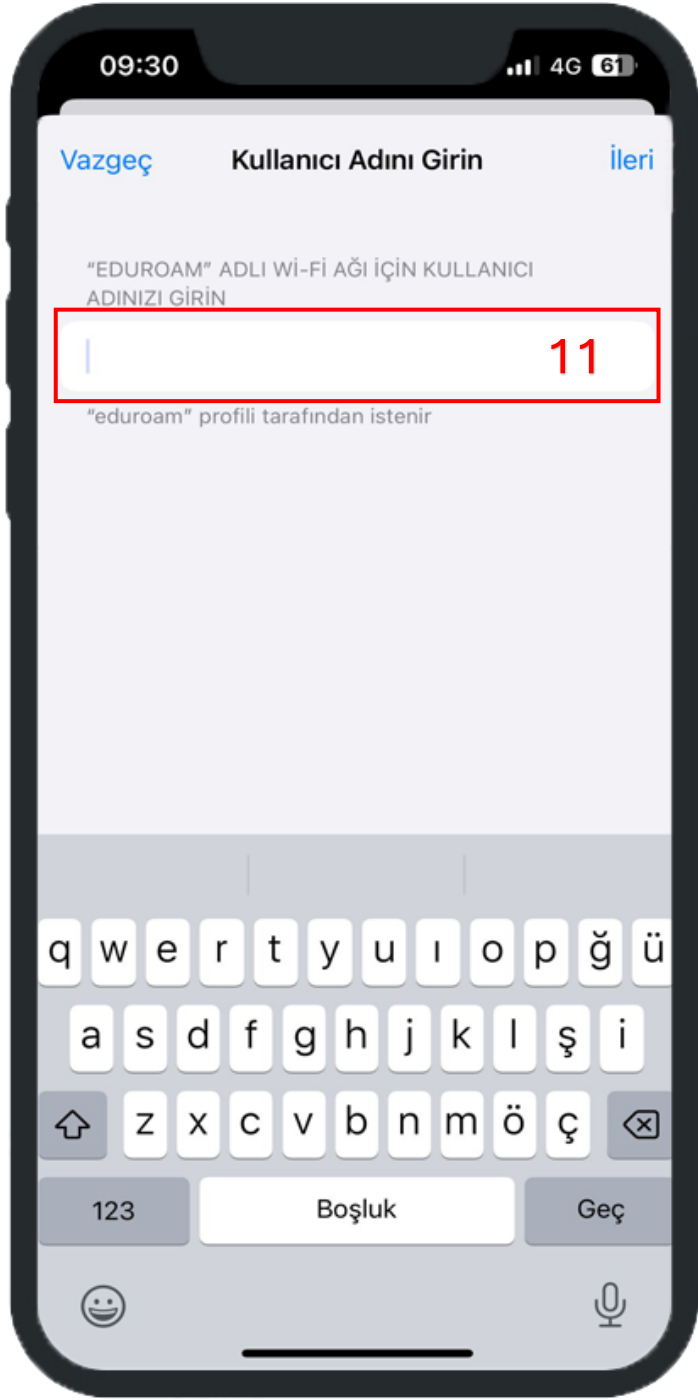 09:30 4G 61
Vazgeç Kullanıcı Adını Girin İleri
“EDUROAM” ADLI Wİ-Fİ AĞI İÇİN KULLANICI
ADINIZI GİRİN
11
“eduroam” profili tarafından istenir
q w e r t y u ı o p ğ ü
a s d f g h j k l ş i
z x c v b n m ö ç
123 Boşluk Geç